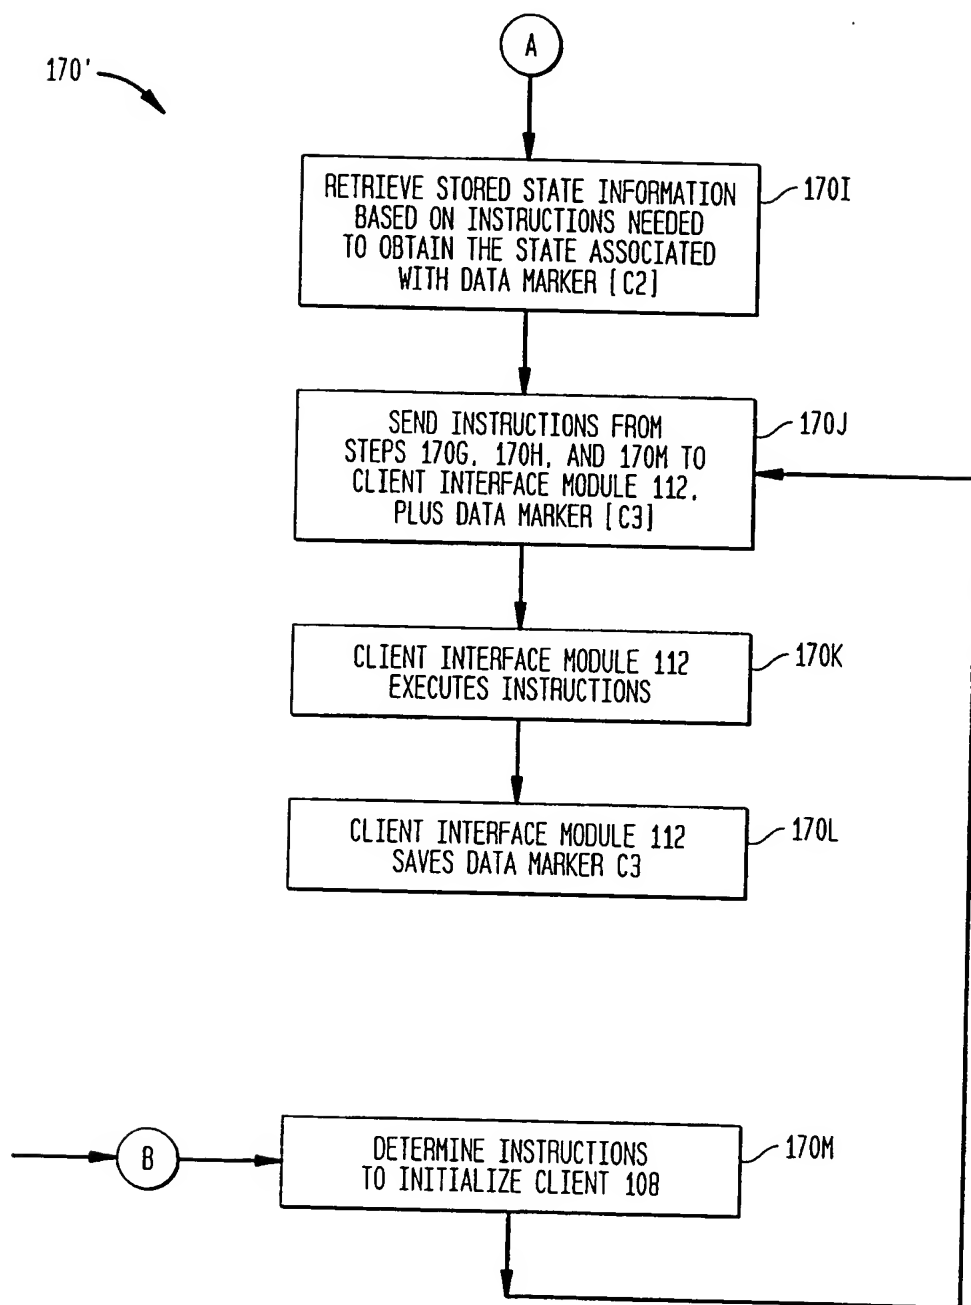 A
170'
RETRIEVE STORED STATE INFORMATION
BASED ON INSTRUCTIONS NEEDED
TO OBTAIN THE STATE ASSOCIATED
WITH DATA MARKER [C2]
170I
SEND INSTRUCTIONS FROM
STEPS 170G, 170H, AND 170M TO
CLIENT INTERFACE MODULE 112,
PLUS DATA MARKER [C3]
170J
CLIENT INTERFACE MODULE 112
EXECUTES INSTRUCTIONS
170K
CLIENT INTERFACE MODULE 112
SAVES DATA MARKER C3
170L
B
DETERMINE INSTRUCTIONS
TO INITIALIZE CLIENT 108
170M